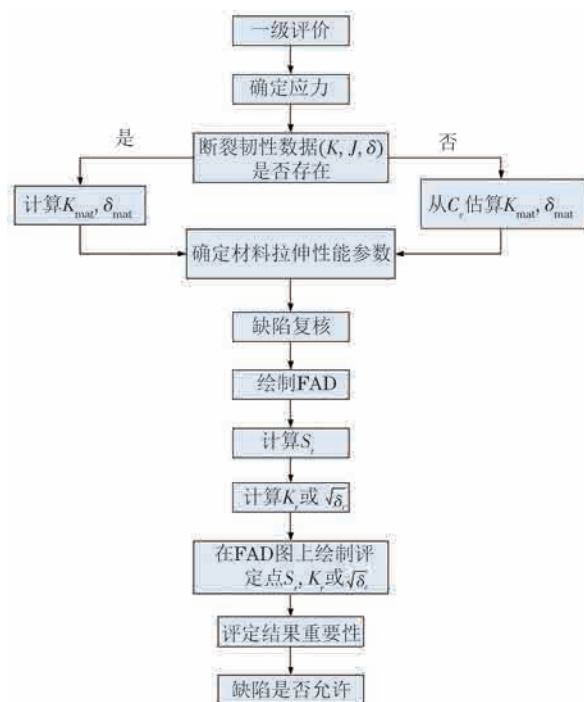 一级评价
确定应力
断裂韧性数据(K, J, δ)
是否存在
是
否
计算K_mat, δ_mat
从C_r估算K_mat, δ_mat
确定材料拉伸性能参数
缺陷复核
绘制FAD
计算S_r
计算K_r或√δ_r
在FAD图上绘制评
定点S_r, K_r或√δ_r
评定结果重要性
缺陷是否允许